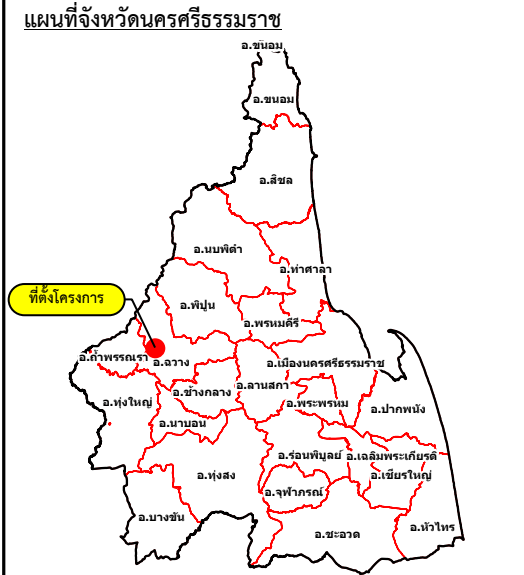 แผนที่จังหวัดนครศรีธรรมราช
อ.ขนอม
อ.ขนอม
อ.สิชล
อ.นบพิตำ
อ.ท่าศาลา
ที่ตั้งโครงการ
อ.พิปูน
อ.พรหมคีรี
อ.ถ้ำพรรณรา
อ.ฉวาง
อ.เมืองนครศรีธรรมราช
อ.ช้างกลาง
อ.ลานสกา
อ.ทุ่งใหญ่
อ.พระพรหม
อ.ปากพนัง
อ.นาบอน
อ.ร่อนพิบูลย์
อ.เฉลิมพระเกียรติ
อ.ทุ่งสง
อ.เชียรใหญ่
อ.จุฬาภรณ์
อ.บางขัน
อ.ชะอวด
อ.หัวไทร